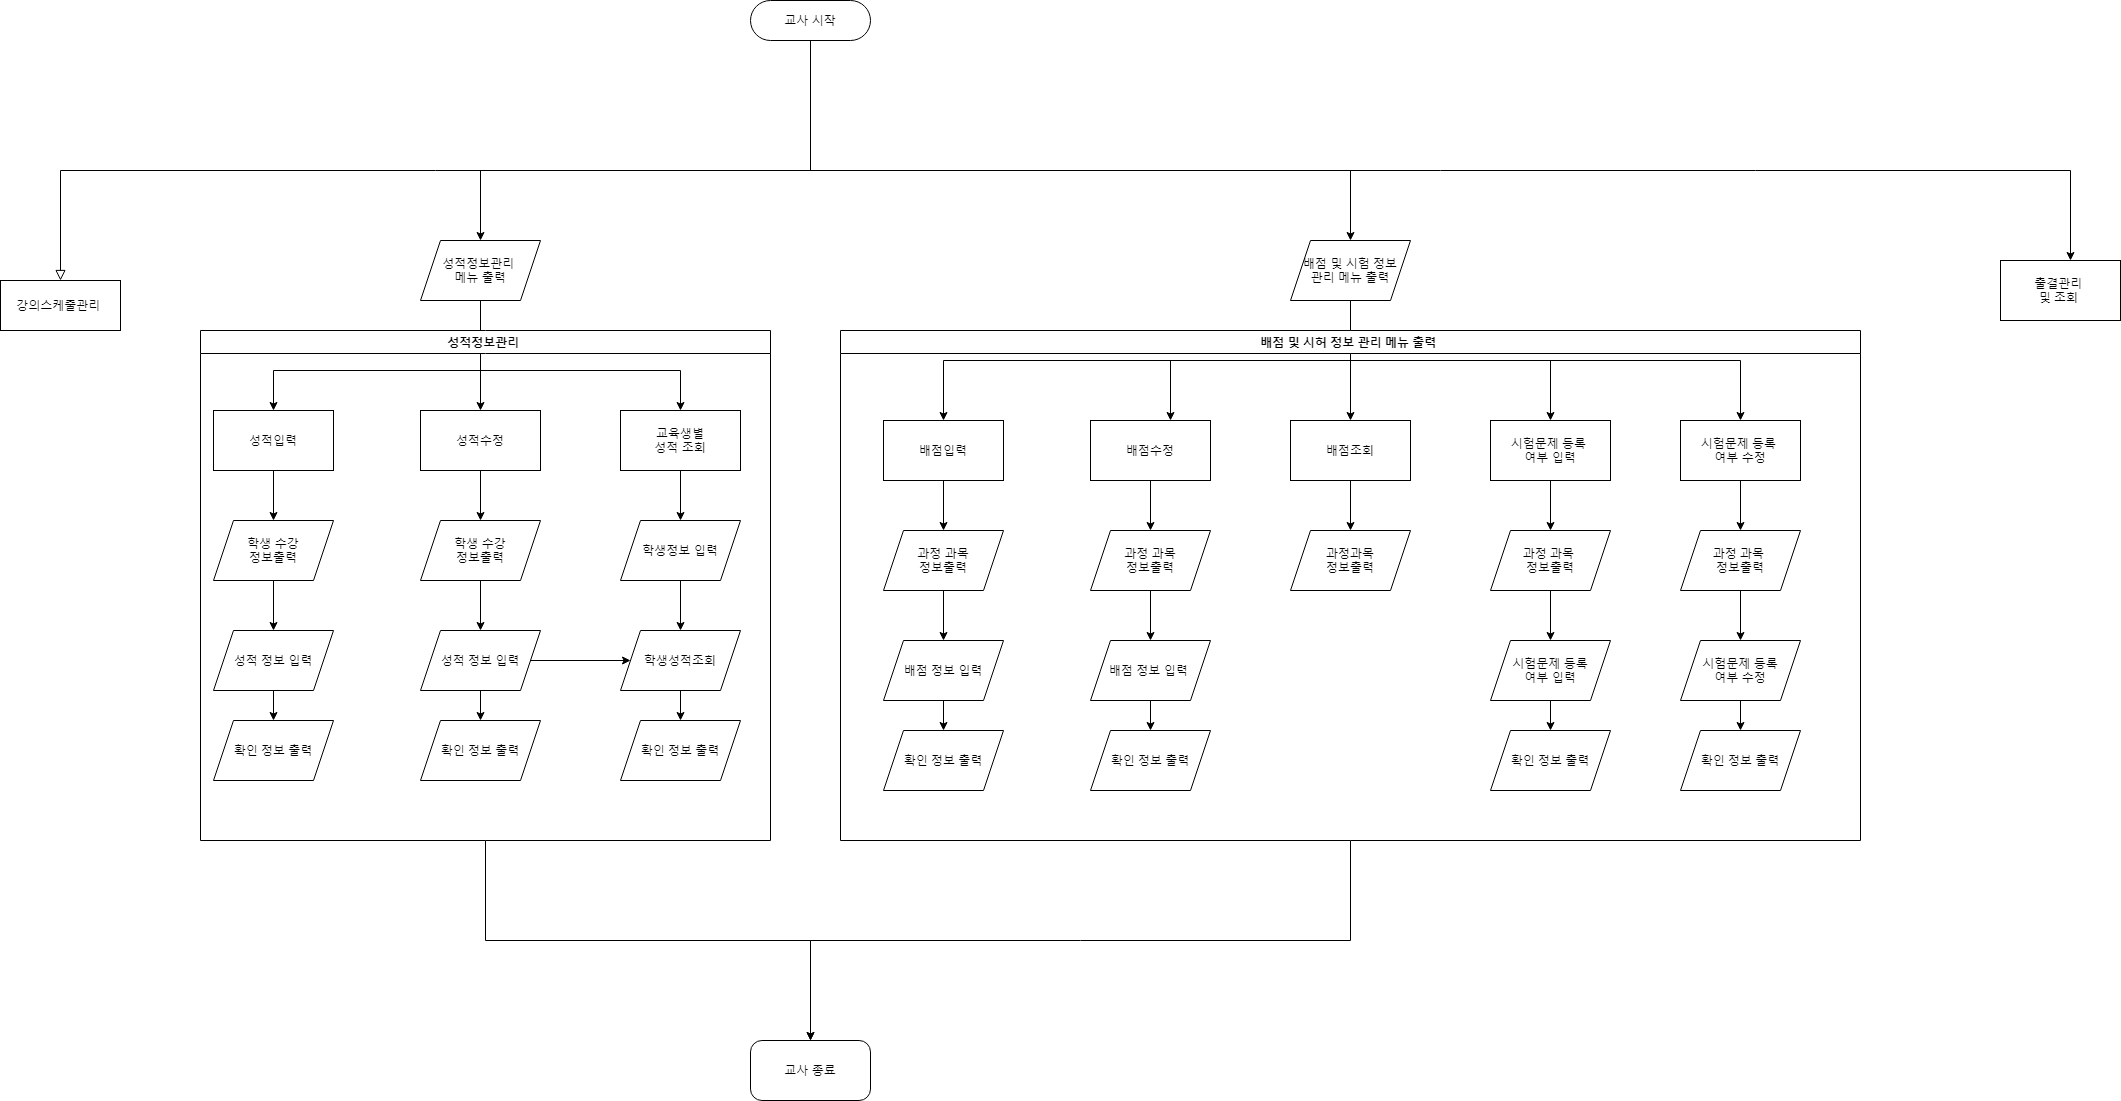 교사 시작
강의스케줄관리
성적정보관리
메뉴 출력
배점 및 시험 정보
관리 메뉴 출력
출결관리
및 조회
성적정보관리
성적입력
성적수정
교육생별
성적 조회
학생 수강
정보출력
학생 수강
정보출력
학생정보 입력
성적 정보 입력
성적 정보 입력
학생성적조회
확인 정보 출력
확인 정보 출력
확인 정보 출력
배점 및 시허 정보 관리 메뉴 출력
배점입력
배점수정
배점조회
시험문제 등록
여부 입력
시험문제 등록
여부 수정
과정 과목
정보출력
과정 과목
정보출력
과정과목
정보출력
과정 과목
정보출력
과정 과목
정보출력
배점 정보 입력
배점 정보 입력
시험문제 등록
여부 입력
시험문제 등록
여부 수정
확인 정보 출력
확인 정보 출력
확인 정보 출력
확인 정보 출력
교사 종료